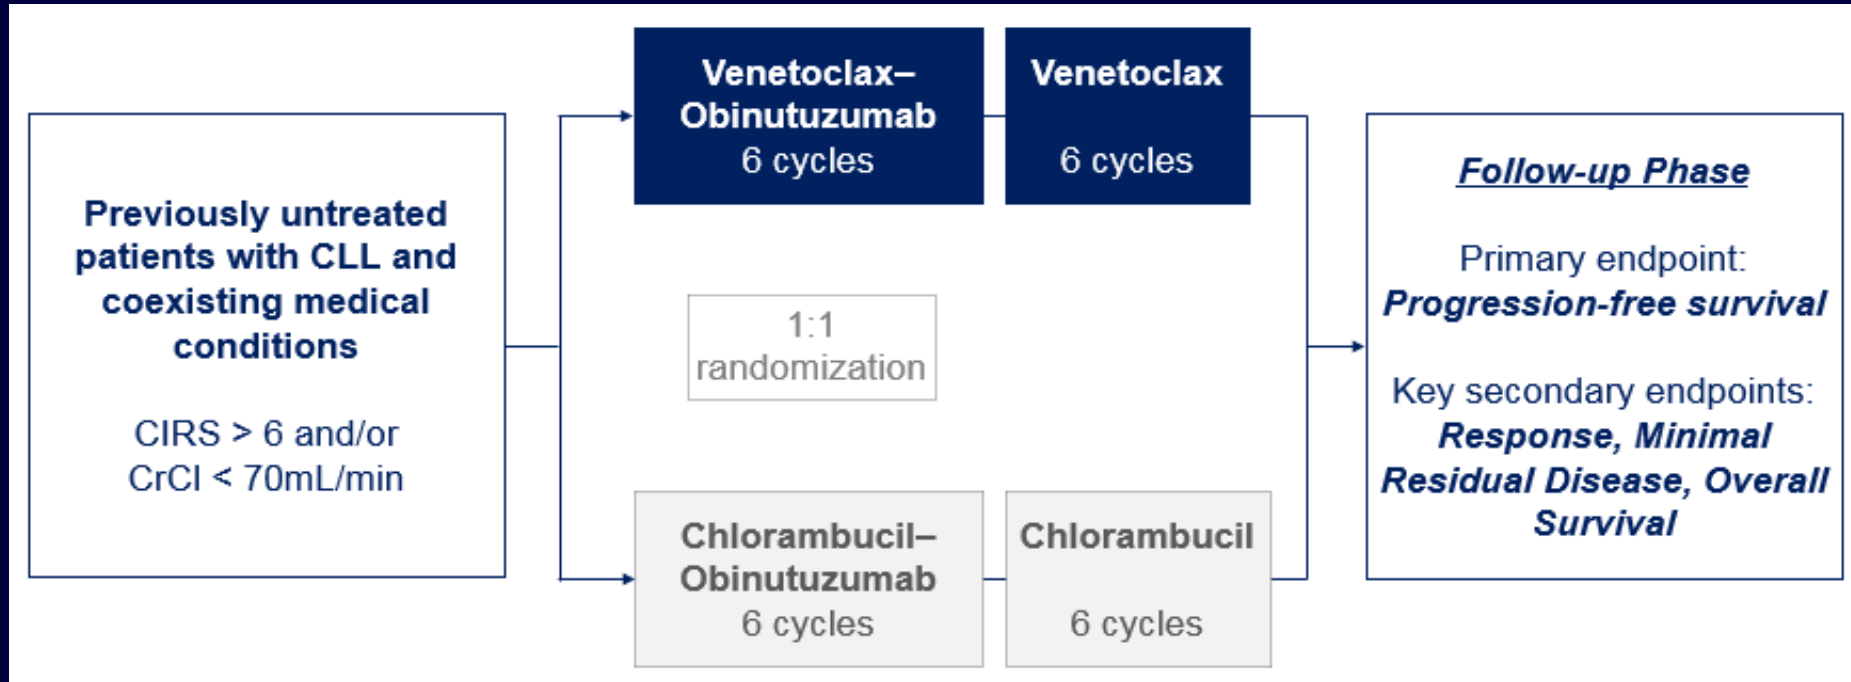 Previously untreated
patients with CLL and
coexisting medical
conditions
CIRS > 6 and/or
CrCl < 70mL/min
Venetoclax–
Obinutuzumab
6 cycles
Venetoclax
6 cycles
1:1
randomization
Chlorambucil–
Obinutuzumab
6 cycles
Chlorambucil
6 cycles
Follow-up Phase
Primary endpoint:
Progression-free survival
Key secondary endpoints:
Response, Minimal
Residual Disease, Overall
Survival